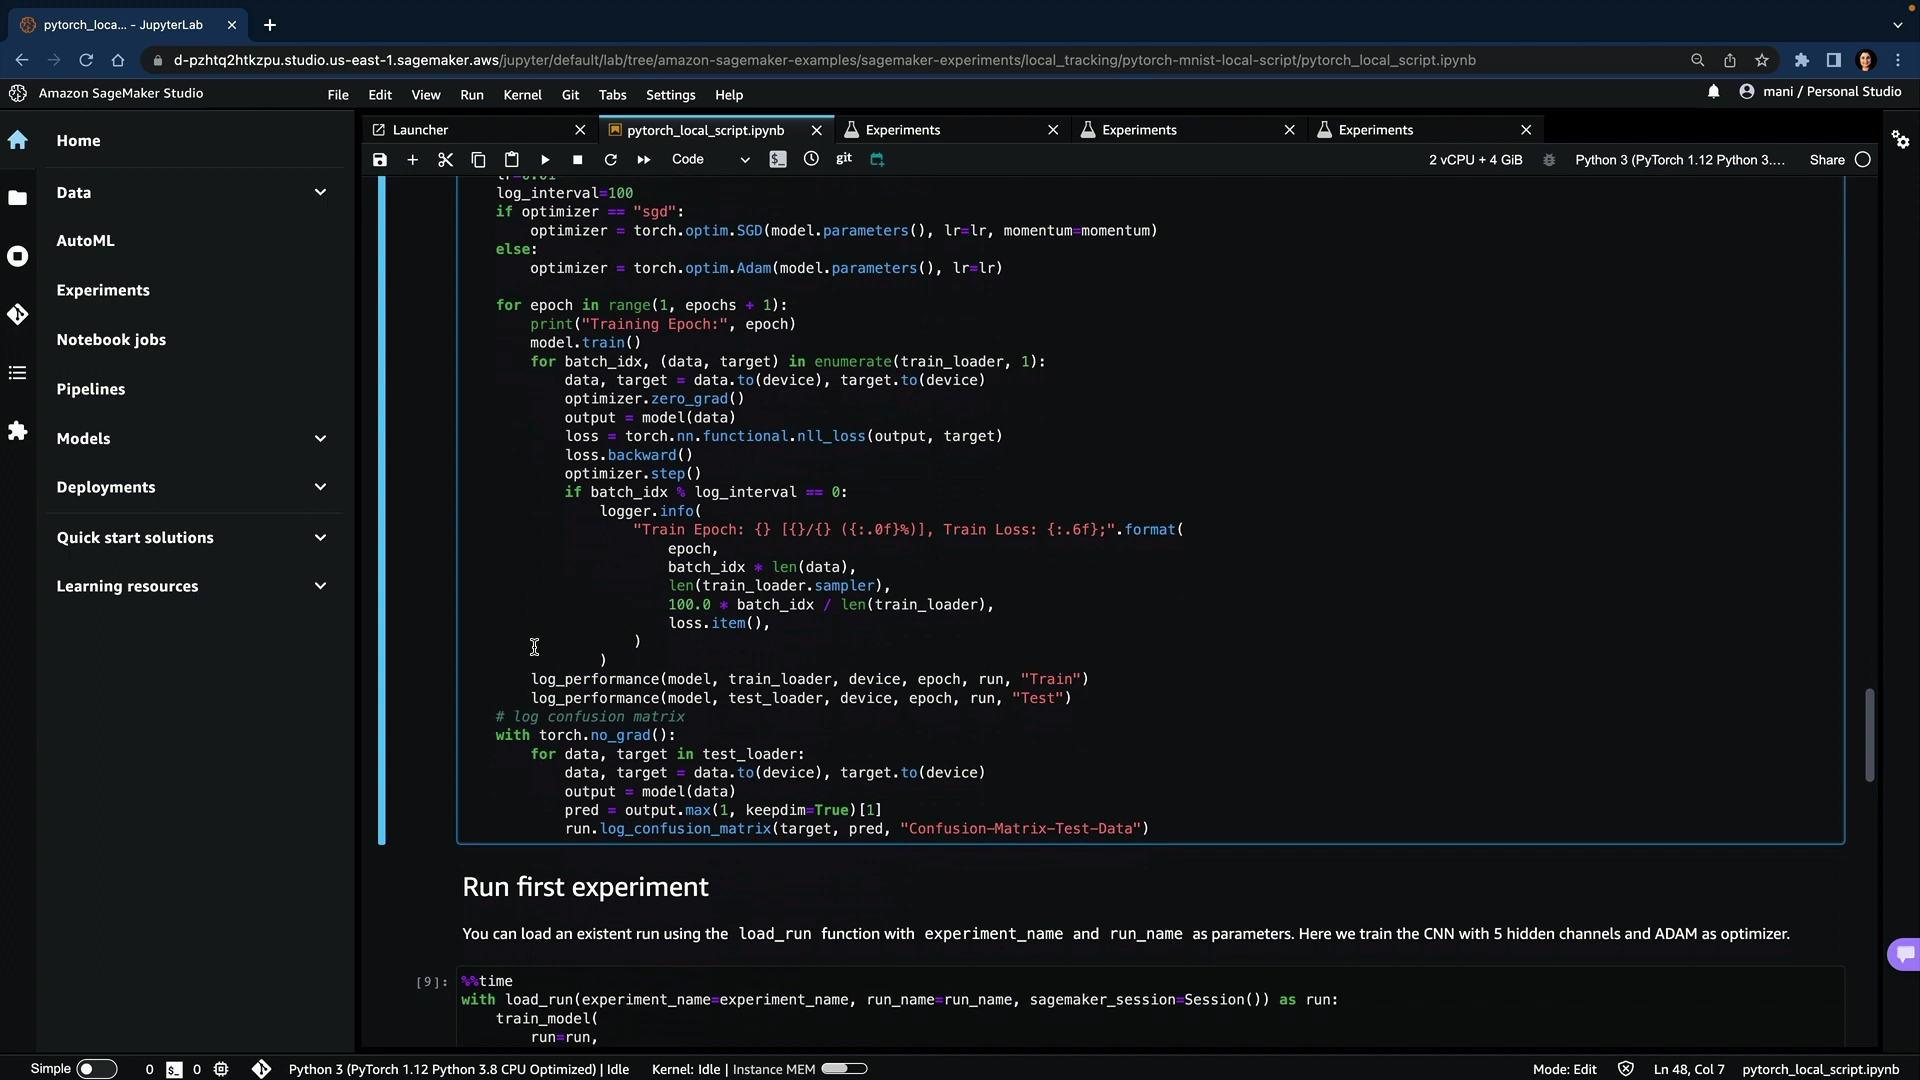 pytorch_loca... - JupyterLab
d-pzhtq2htkzpu.studio.us-east-1.sagemaker.aws/jupyter/default/lab/tree/amazon-sagemaker-examples/sagemaker-experiments/local_tracking/pytorch-mnist-local-script/pytorch_local_script.ipynb
Amazon SageMaker Studio
File Edit View Run Kernel Git Tabs Settings Help
mani / Personal Studio
Home
Data
AutoML
Experiments
Notebook jobs
Pipelines
Models
Deployments
Quick start solutions
Learning resources
Launcher
pytorch_local_script.ipynb
Experiments
Experiments
Experiments
Code
git
2 vCPU + 4 GiB
Python 3 (PyTorch 1.12 Python 3....
Share
log_interval=100
if optimizer == "sgd":
optimizer = torch.optim.SGD(model.parameters(), lr=lr, momentum=momentum)
else:
optimizer = torch.optim.Adam(model.parameters(), lr=lr)
for epoch in range(1, epochs + 1):
print("Training Epoch:", epoch)
model.train()
for batch_idx, (data, target) in enumerate(train_loader, 1):
data, target = data.to(device), target.to(device)
optimizer.zero_grad()
output = model(data)
loss = torch.nn.functional.nll_loss(output, target)
loss.backward()
optimizer.step()
if batch_idx % log_interval == 0:
logger.info(
"Train Epoch: {} [{}/{} ({:.0f}%)], Train Loss: {:.6f};".format(
epoch,
batch_idx * len(data),
len(train_loader.sampler),
100.0 * batch_idx / len(train_loader),
loss.item(),
)
)
log_performance(model, train_loader, device, epoch, run, "Train")
log_performance(model, test_loader, device, epoch, run, "Test")
# log confusion matrix
with torch.no_grad():
for data, target in test_loader:
data, target = data.to(device), target.to(device)
output = model(data)
pred = output.max(1, keepdim=True)[1]
run.log_confusion_matrix(target, pred, "Confusion-Matrix-Test-Data")
Run first experiment
You can load an existent run using the load_run function with experiment_name and run_name as parameters. Here we train the CNN with 5 hidden channels and ADAM as optimizer.
[9]:
%%time
with load_run(experiment_name=experiment_name, run_name=run_name, sagemaker_session=Session()) as run:
train_model(
run=run,
Simple
0
0
Python 3 (PyTorch 1.12 Python 3.8 CPU Optimized) | Idle
Kernel: Idle | Instance MEM
Mode: Edit
Ln 48, Col 7
pytorch_local_script.ipynb